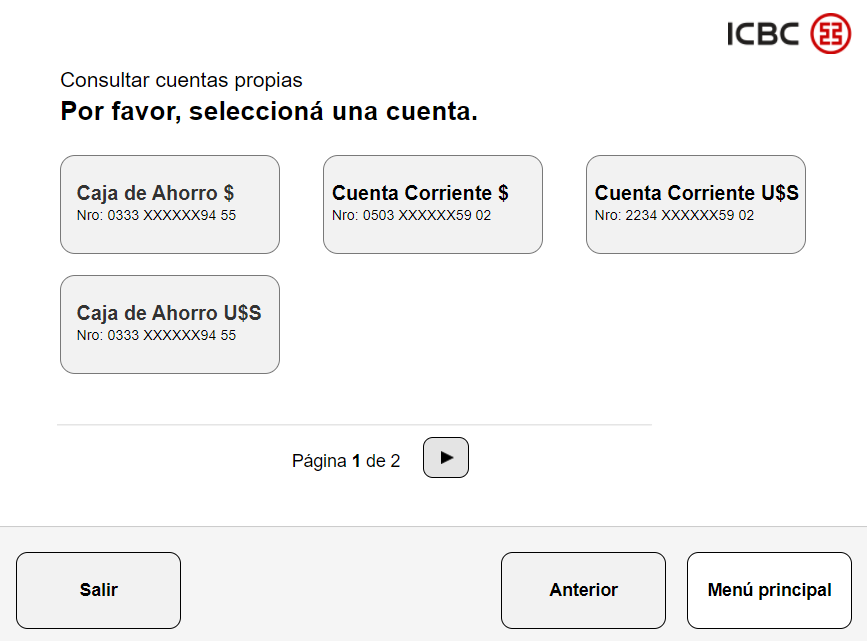 ICBC
Consultar cuentas propias
Por favor, seleccioná una cuenta.
Caja de Ahorro $
Nro: 0333 XXXXXX94 55
Cuenta Corriente $
Nro: 0503 XXXXXX59 02
Cuenta Corriente U$S
Nro: 2234 XXXXXX59 02
Caja de Ahorro U$S
Nro: 0333 XXXXXX94 55
Página 1 de 2
Salir
Anterior
Menú principal